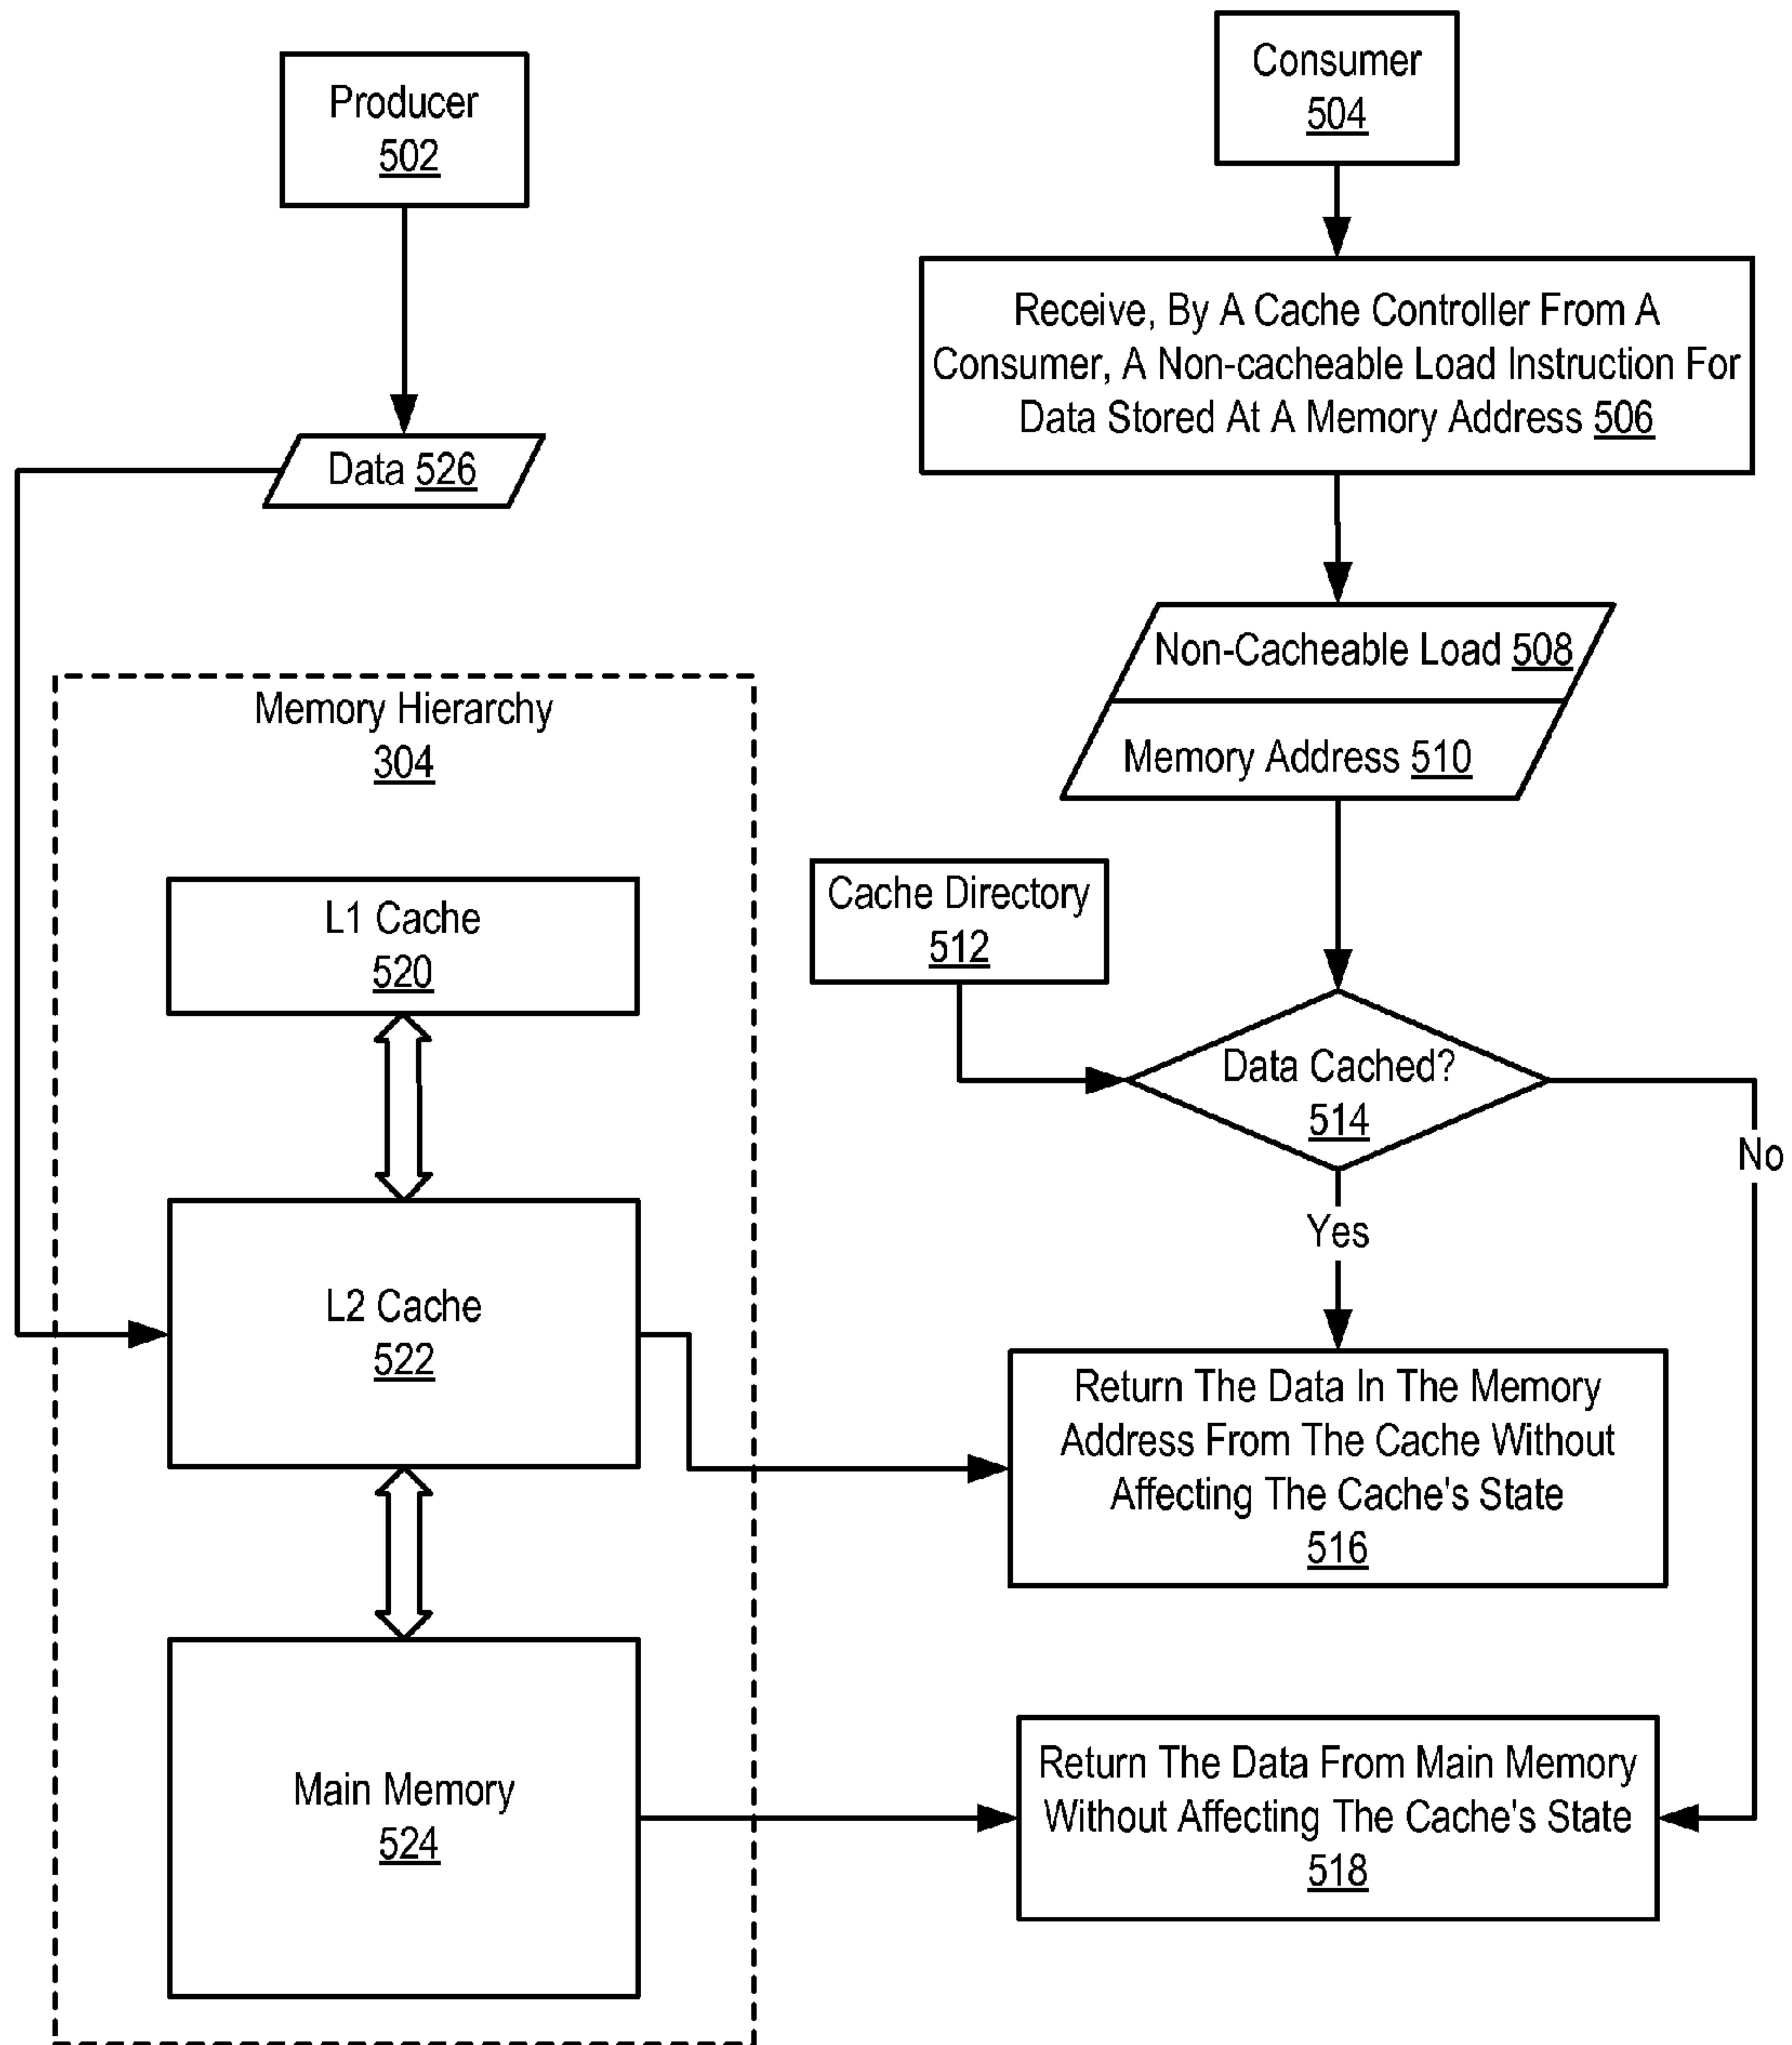 Producer
502
Consumer
504
Receive, By A Cache Controller From A
Consumer, A Non-cacheable Load Instruction For
Data Stored At A Memory Address 506
Data 526
Non-Cacheable Load 508
Memory Address 510
Memory Hierarchy
304
L1 Cache
520
Cache Directory
512
Data Cached?
514
No
Yes
L2 Cache
522
Return The Data In The Memory
Address From The Cache Without
Affecting The Cache's State
516
Main Memory
524
Return The Data From Main Memory
Without Affecting The Cache's State
518